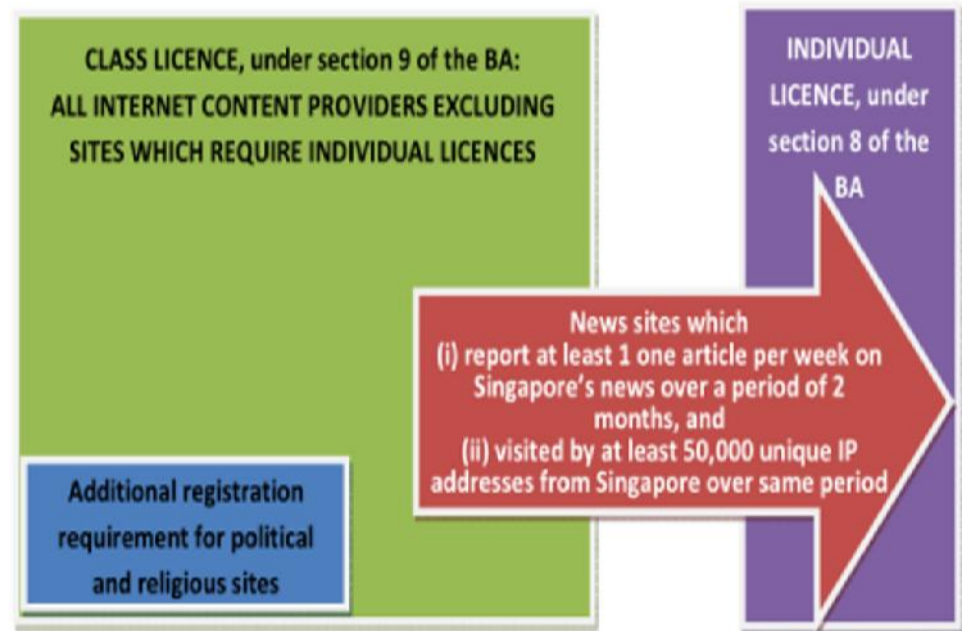 CLASS LICENCE, under section 9 of the BA:
ALL INTERNET CONTENT PROVIDERS EXCLUDING
SITES WHICH REQUIRE INDIVIDUAL LICENCES
INDIVIDUAL
LICENCE, under
section 8 of the
BA
News sites which
(i) report at least 1 one article per week on
Singapore's news over a period of 2
months, and
(ii) visited by at least 50,000 unique IP
addresses from Singapore over same period
Additional registration
requirement for political
and religious sites